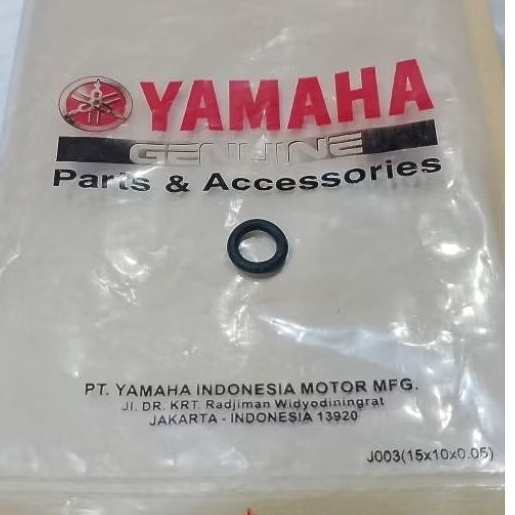 YAMAHA
GENUINE
Parts & Accessories
PT. YAMAHA INDONESIA MOTOR MFG.
Jl. DR. KRT. Radjiman Widyodiningrat
JAKARTA - INDONESIA 13920
J003(15x10x0.05)